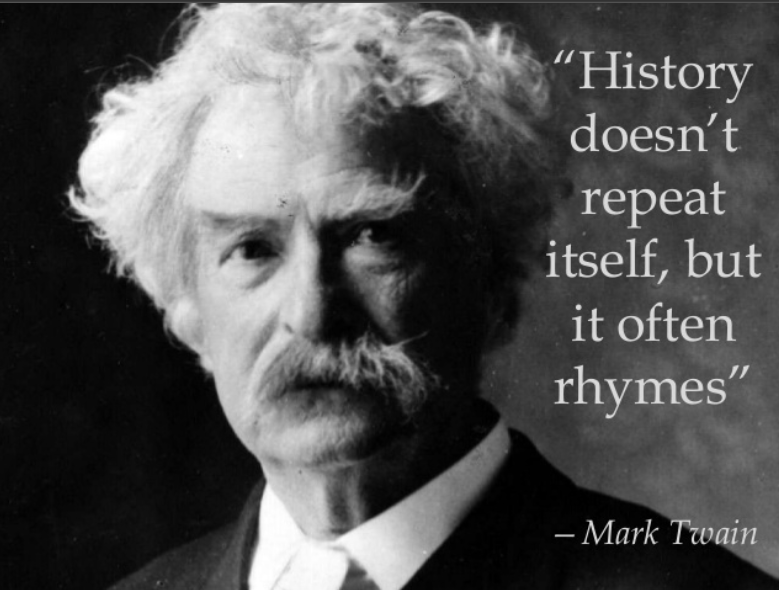 “History
doesn’t
repeat
itself, but
it often
rhymes”
– Mark Twain